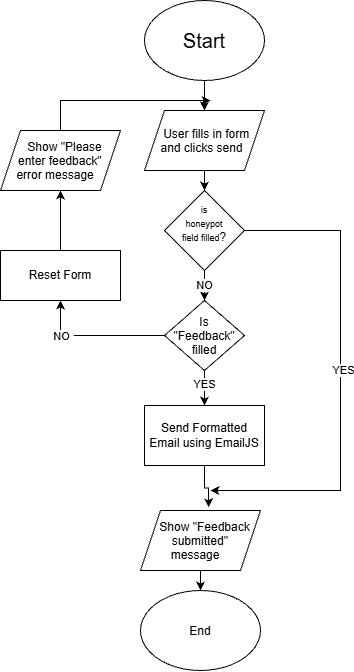 Start
User fills in form
and clicks send
Show "Please
enter feedback"
error message
is
honeypot
field filled?
Reset Form
NO
Is
"Feedback"
filled
NO
YES
YES
Send Formatted
Email using EmailJS
Show "Feedback
submitted"
message
End